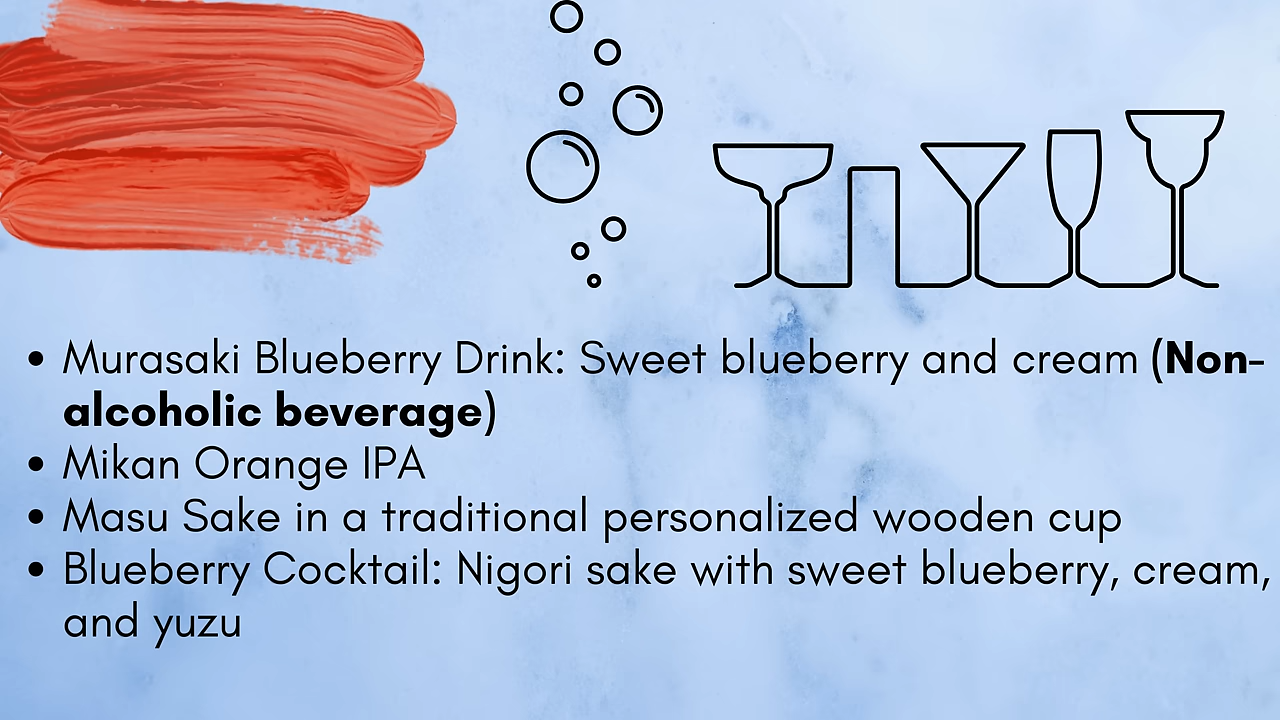 • Murasaki Blueberry Drink: Sweet blueberry and cream (Non-
alcoholic beverage)
• Mikan Orange IPA
• Masu Sake in a traditional personalized wooden cup
• Blueberry Cocktail: Nigori sake with sweet blueberry, cream,
and yuzu